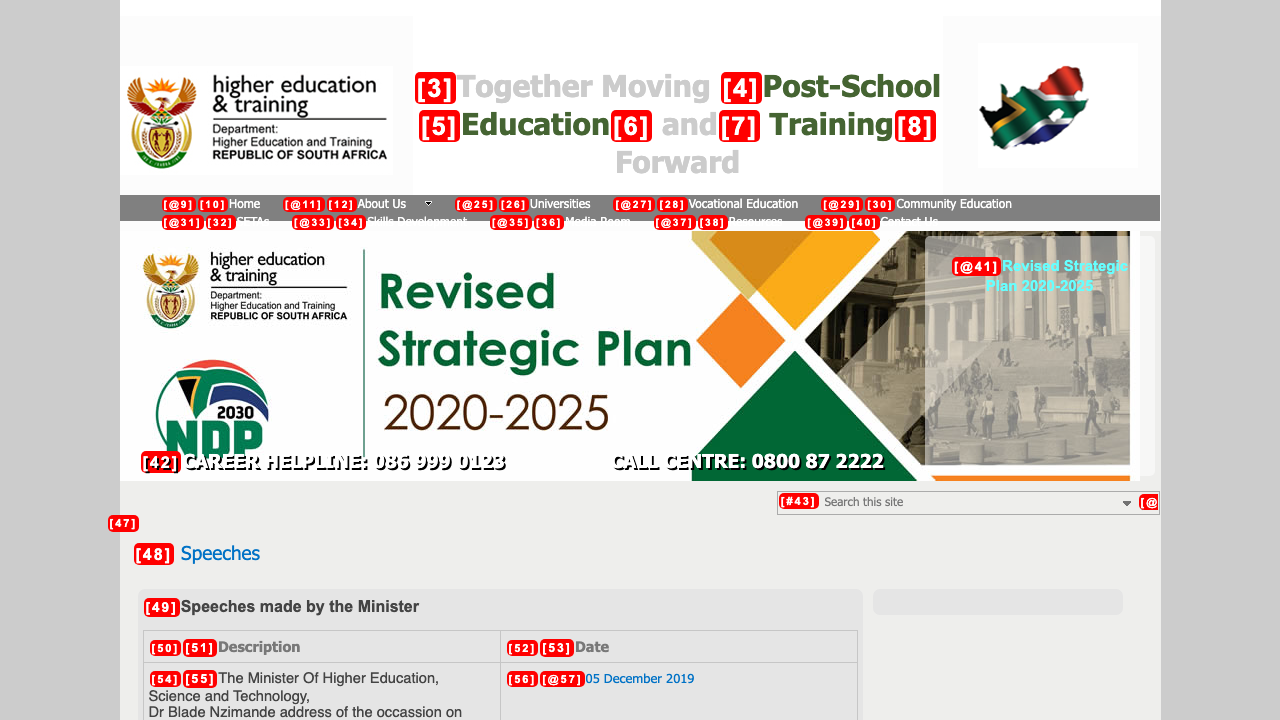 higher education
& training
Department:
Higher Education and Training
REPUBLIC OF SOUTH AFRICA
[3]Together Moving [4]Post-School
[5]Education[6] and[7] Training[8]
Forward
[@9] [10]Home [@11] [12]About Us [@25] [26]Universities [@27] [28]Vocational Education [@29] [30]Community Education
[@31] [32]SETAs [@33] [34]Skills Development [@35] [36]Media Room [@37] [38]Resources [@39] [40]Contact Us
higher education
& training
Department:
Higher Education and Training
REPUBLIC OF SOUTH AFRICA
2030
NDP
Revised
Strategic Plan
2020-2025
[@41]Revised Strategic
Plan 2020-2025
[42]CAREER HELPLINE: 086 999 0123 CALL CENTRE: 0800 87 2222
[#43] Search this site [@
[47]
[48] Speeches
[49]Speeches made by the Minister
[50][51]Description [52][53]Date
[54][55]The Minister Of Higher Education, [56][@57]05 December 2019
Science and Technology,
Dr Blade Nzimande address of the occassion on